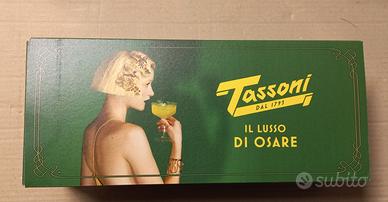 Tassoni
DAL 1793
IL LUSSO
DI OSARE
subito